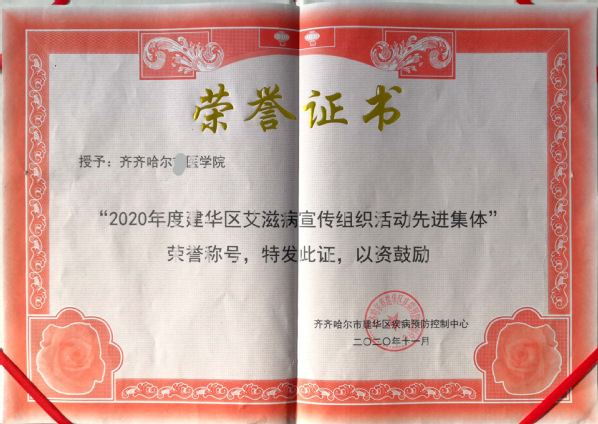 荣誉证书
授予：齐齐哈尔医学院
“2020年度建华区艾滋病宣传组织活动先进集体”
荣誉称号，特发此证，以资鼓励
齐齐哈尔市建华区疾病预防控制中心
二〇二〇年十一月